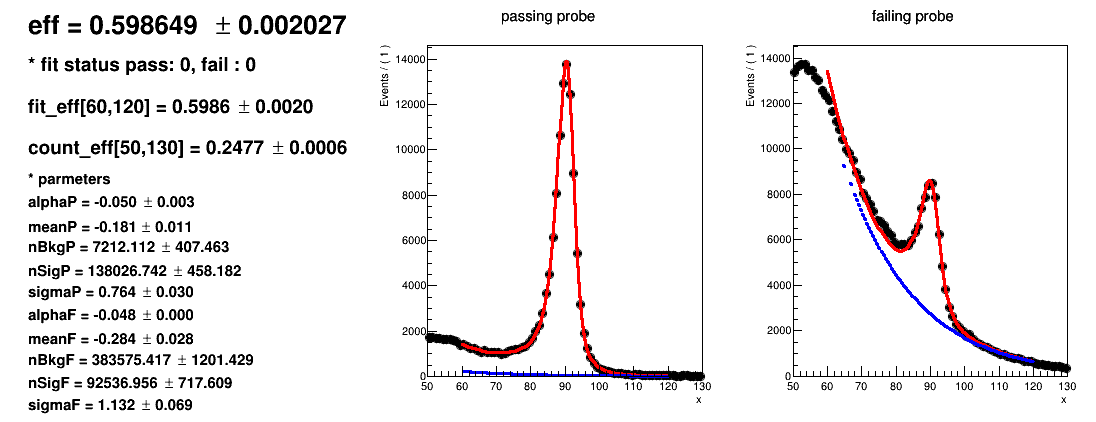 eff = 0.598649 ± 0.002027
* fit status pass: 0, fail : 0
fit_eff[60,120] = 0.5986 ± 0.0020
count_eff[50,130] = 0.2477 ± 0.0006
* parmeters
alphaP = -0.050 ± 0.003
meanP = -0.181 ± 0.011
nBkgP = 7212.112 ± 407.463
nSigP = 138026.742 ± 458.182
sigmaP = 0.764 ± 0.030
alphaF = -0.048 ± 0.000
meanF = -0.284 ± 0.028
nBkgF = 383575.417 ± 1201.429
nSigF = 92536.956 ± 717.609
sigmaF = 1.132 ± 0.069
passing probe
Events / ( 1 )
14000
12000
10000
8000
6000
4000
2000
0
50 60 70 80 90 100 110 120 130
x
failing probe
Events / ( 1 )
14000
12000
10000
8000
6000
4000
2000
0
50 60 70 80 90 100 110 120 130
x